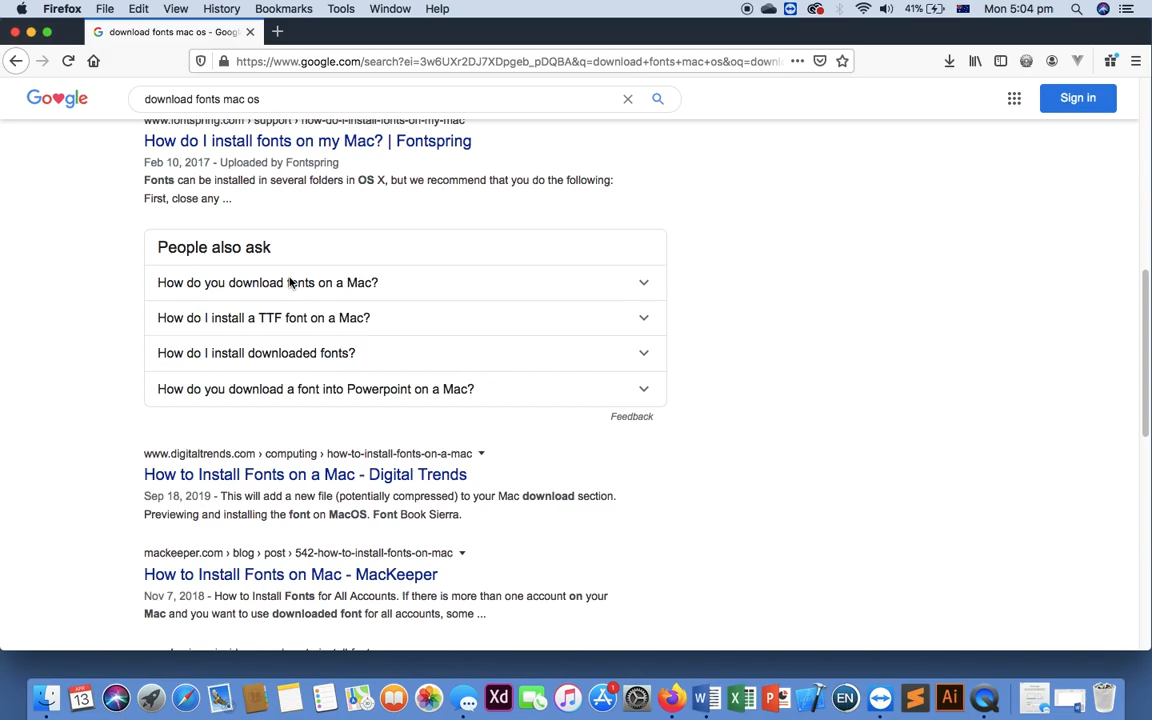 Firefox File Edit View History Bookmarks Tools Window Help 41% Mon 5:04 pm
download fonts mac os - Googl
https://www.google.com/search?ei=3w6UXr2DJ7XDpgeb_pDQBA&q=download+fonts+mac+os&oq=downl
Google download fonts mac os Sign in
www.fontspring.com › support › how-do-i-install-fonts-on-my-mac
How do I install fonts on my Mac? | Fontspring
Feb 10, 2017 - Uploaded by Fontspring
Fonts can be installed in several folders in OS X, but we recommend that you do the following:
First, close any ...
People also ask
How do you download fonts on a Mac?
How do I install a TTF font on a Mac?
How do I install downloaded fonts?
How do you download a font into Powerpoint on a Mac?
Feedback
www.digitaltrends.com › computing › how-to-install-fonts-on-a-mac
How to Install Fonts on a Mac - Digital Trends
Sep 18, 2019 - This will add a new file (potentially compressed) to your Mac download section.
Previewing and installing the font on MacOS. Font Book Sierra.
mackeeper.com › blog › post › 542-how-to-install-fonts-on-mac
How to Install Fonts on Mac - MacKeeper
Nov 7, 2018 - How to Install Fonts for All Accounts. If there is more than one account on your
Mac and you want to use downloaded font for all accounts, some ...
APR 13 Xd 1 W X P EN S Ai